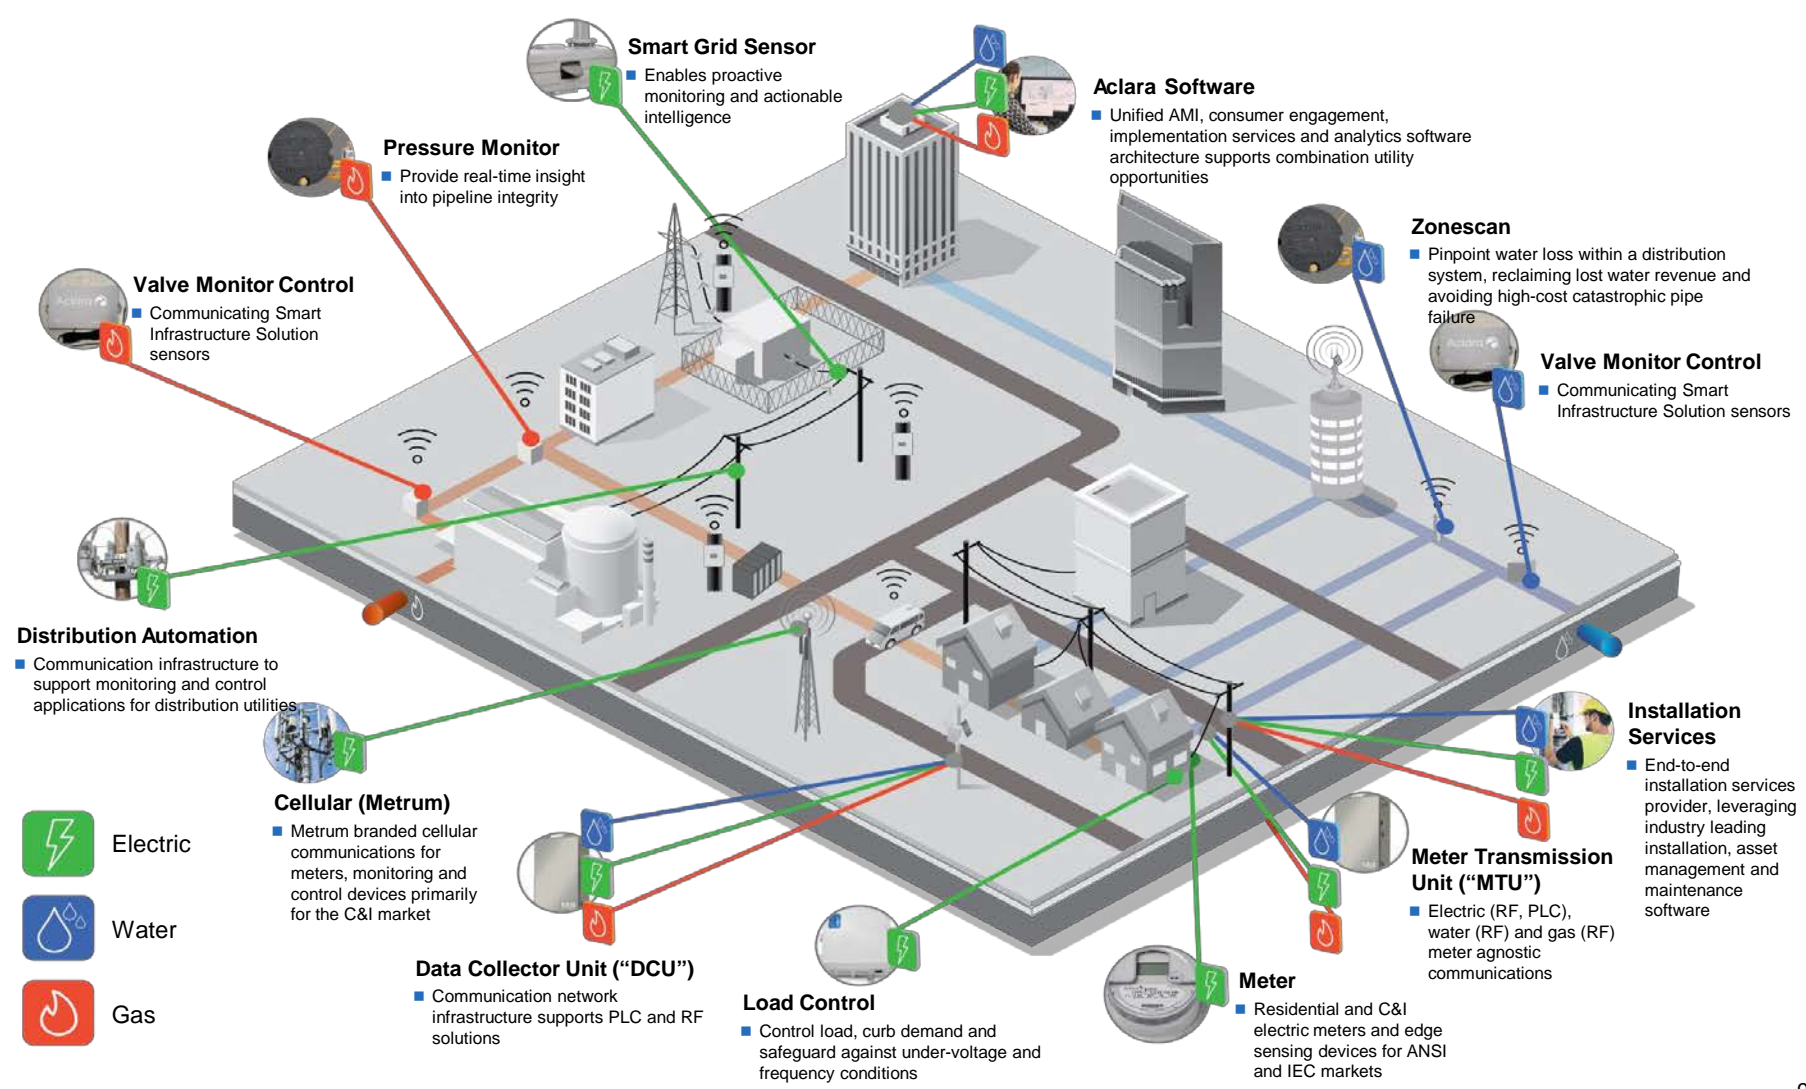 Smart Grid Sensor
Enables proactive
monitoring and actionable
intelligence
Aclara Software
Unified AMI, consumer engagement,
implementation services and analytics software
architecture supports combination utility
opportunities
Pressure Monitor
Provide real-time insight
into pipeline integrity
Zonescan
Pinpoint water loss within a distribution
system, reclaiming lost water revenue and
avoiding high-cost catastrophic pipe
failure
Valve Monitor Control
Communicating Smart
Infrastructure Solution
sensors
Aclara
Aclara
Valve Monitor Control
Communicating Smart
Infrastructure Solution sensors
Distribution Automation
Communication infrastructure to
support monitoring and control
applications for distribution utilities
Cellular (Metrum)
Metrum branded cellular
communications for
meters, monitoring and
control devices primarily
for the C&I market
Installation
Services
End-to-end
installation services
provider, leveraging
industry leading
installation, asset
management and
maintenance
software
Electric
Water
Gas
Data Collector Unit (“DCU”)
Communication network
infrastructure supports PLC and RF
solutions
Load Control
Control load, curb demand and
safeguard against under-voltage and
frequency conditions
Meter
Residential and C&I
electric meters and edge
sensing devices for ANSI
and IEC markets
Meter Transmission
Unit (“MTU”)
Electric (RF, PLC),
water (RF) and gas (RF)
meter agnostic
communications